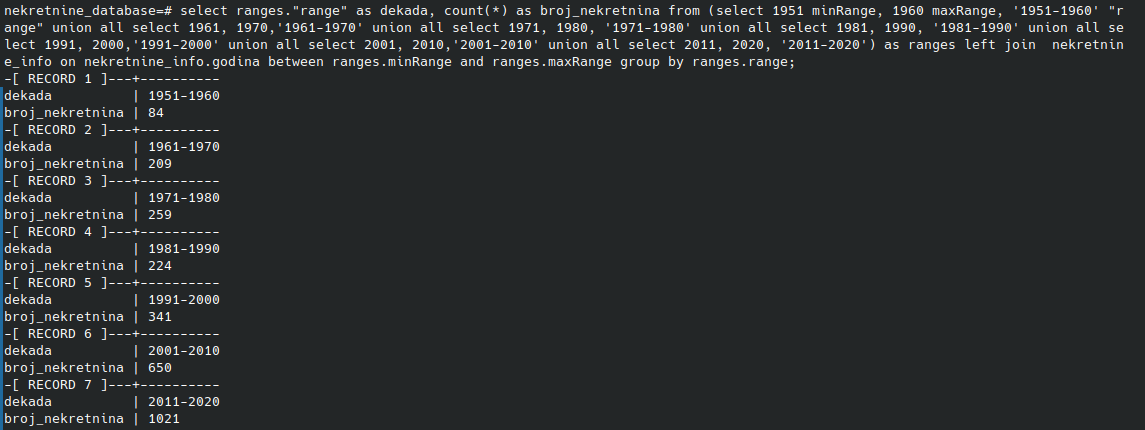 nekretnine_database=# select ranges."range" as dekada, count(*) as broj_nekretnina from (select 1951 minRange, 1960 maxRange, '1951-1960' "r
ange" union all select 1961, 1970,'1961-1970' union all select 1971, 1980, '1971-1980' union all select 1981, 1990, '1981-1990' union all se
lect 1991, 2000,'1991-2000' union all select 2001, 2010,'2001-2010' union all select 2011, 2020, '2011-2020') as ranges left join  nekretnin
e_info on nekretnine_info.godina between ranges.minRange and ranges.maxRange group by ranges.range;
-[ RECORD 1 ]---+----------
dekada          | 1951-1960
broj_nekretnina | 84
-[ RECORD 2 ]---+----------
dekada          | 1961-1970
broj_nekretnina | 209
-[ RECORD 3 ]---+----------
dekada          | 1971-1980
broj_nekretnina | 259
-[ RECORD 4 ]---+----------
dekada          | 1981-1990
broj_nekretnina | 224
-[ RECORD 5 ]---+----------
dekada          | 1991-2000
broj_nekretnina | 341
-[ RECORD 6 ]---+----------
dekada          | 2001-2010
broj_nekretnina | 650
-[ RECORD 7 ]---+----------
dekada          | 2011-2020
broj_nekretnina | 1021